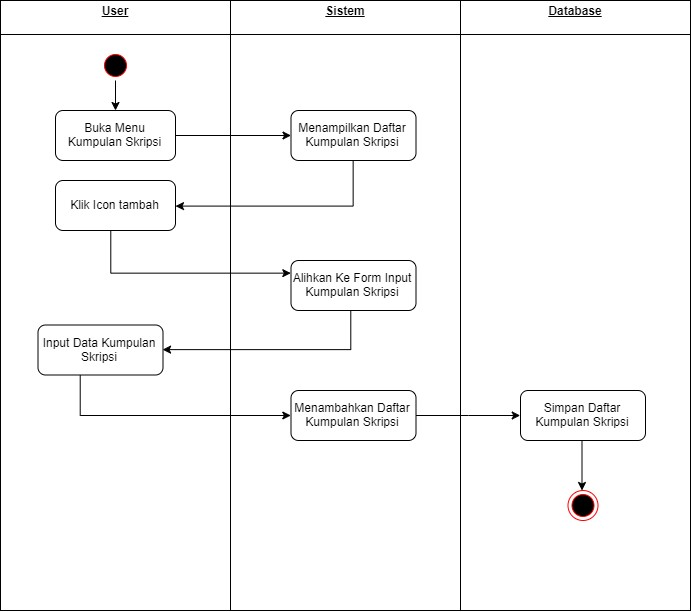 User
Sistem
Database
Buka Menu
Kumpulan Skripsi
Menampilkan Daftar
Kumpulan Skripsi
Klik Icon tambah
Alihkan Ke Form Input
Kumpulan Skripsi
Input Data Kumpulan
Skripsi
Menambahkan Daftar
Kumpulan Skripsi
Simpan Daftar
Kumpulan Skripsi